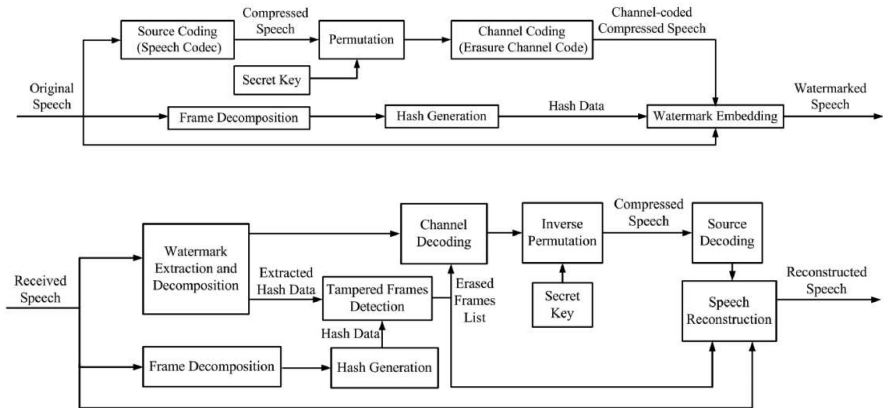 Compressed
Speech
Channel-coded
Compressed Speech
Source Coding
(Speech Codec)
Permutation
Channel Coding
(Erasure Channel Code)
Secret Key
Original
Speech
Watermarked
Speech
Frame Decomposition
Hash Generation
Hash Data
Watermark Embedding
Channel
Decoding
Inverse
Permutation
Compressed
Speech
Source
Decoding
Watermark
Extraction and
Decomposition
Received
Speech
Extracted
Hash Data
Tampered Frames
Detection
Erased
Frames
List
Secret
Key
Speech
Reconstruction
Reconstructed
Speech
Hash Data
Frame Decomposition
Hash Generation